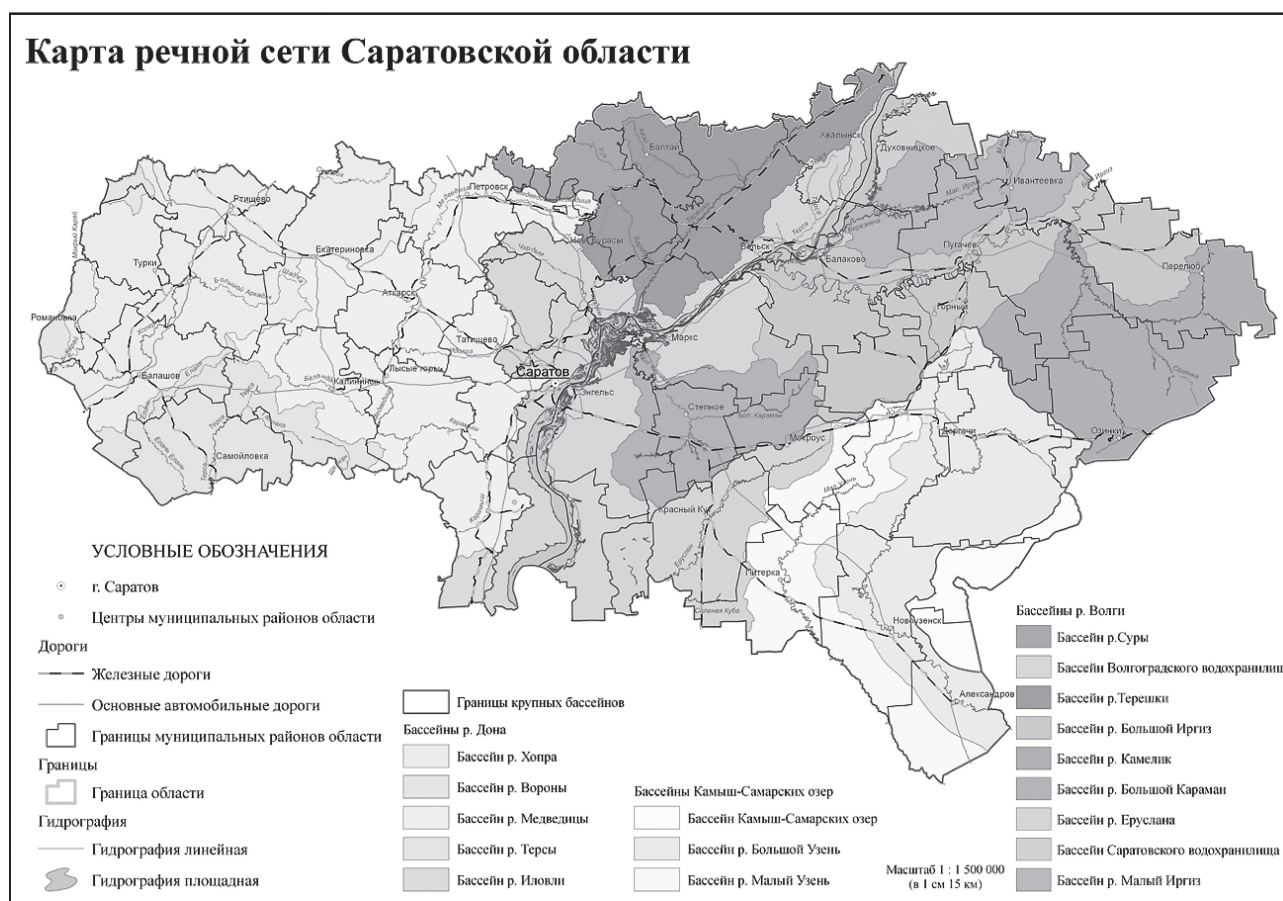 Карта речной сети Саратовской области
Хвалынск
Балтай
Духовницкое
Ивантеевка
Петровск
Ртищево
Екатериновка
Вольск
Балаково
Пугачев
Перелюб
Турки
Аткарск
Горный
Романовка
Татищево
Маркс
Балашов
Калининск
Лысые горы
Саратов
Энгельс
Степное
Бол. Караман
Мокроус
Дергачи
Озинки
Самойловка
Красный Кут
Питерка
Новоузенск
Соленая Куба
Еруслан
Александров
УСЛОВНЫЕ ОБОЗНАЧЕНИЯ
г. Саратов
Центры муниципальных районов области
Дороги
Железные дороги
Основные автомобильные дороги
Границы муниципальных районов области
Границы
Граница области
Гидрография
Гидрография линейная
Гидрография площадная
Границы крупных бассейнов
Бассейны р. Дона
Бассейн р. Хопра
Бассейн р. Вороны
Бассейн р. Медведицы
Бассейн р. Терсы
Бассейн р. Иловли
Бассейны Камыш-Самарских озер
Бассейн Камыш-Самарских озер
Бассейн р. Большой Узень
Бассейн р. Малый Узень
Масштаб 1 : 1 500 000
(в 1 см 15 км)
Бассейны р. Волги
Бассейн р.Суры
Бассейн Волгоградского водохранилищ
Бассейн р.Терешки
Бассейн р. Большой Иргиз
Бассейн р. Камелик
Бассейн р. Большой Караман
Бассейн р. Еруслана
Бассейн Саратовского водохранилища
Бассейн р. Малый Иргиз